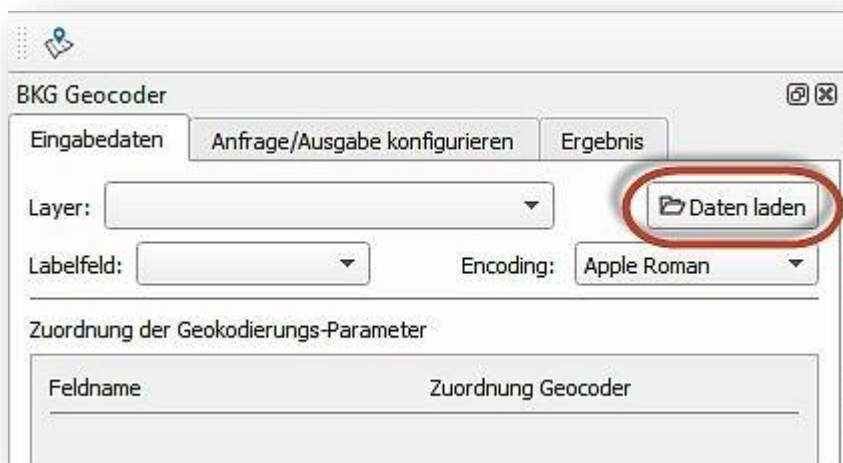 BKG Geocoder
Eingabedaten Anfrage/Ausgabe konfigurieren Ergebnis
Layer: Daten laden
Labelfeld: Encoding: Apple Roman
Zuordnung der Geokodierungs-Parameter
Feldname Zuordnung Geocoder